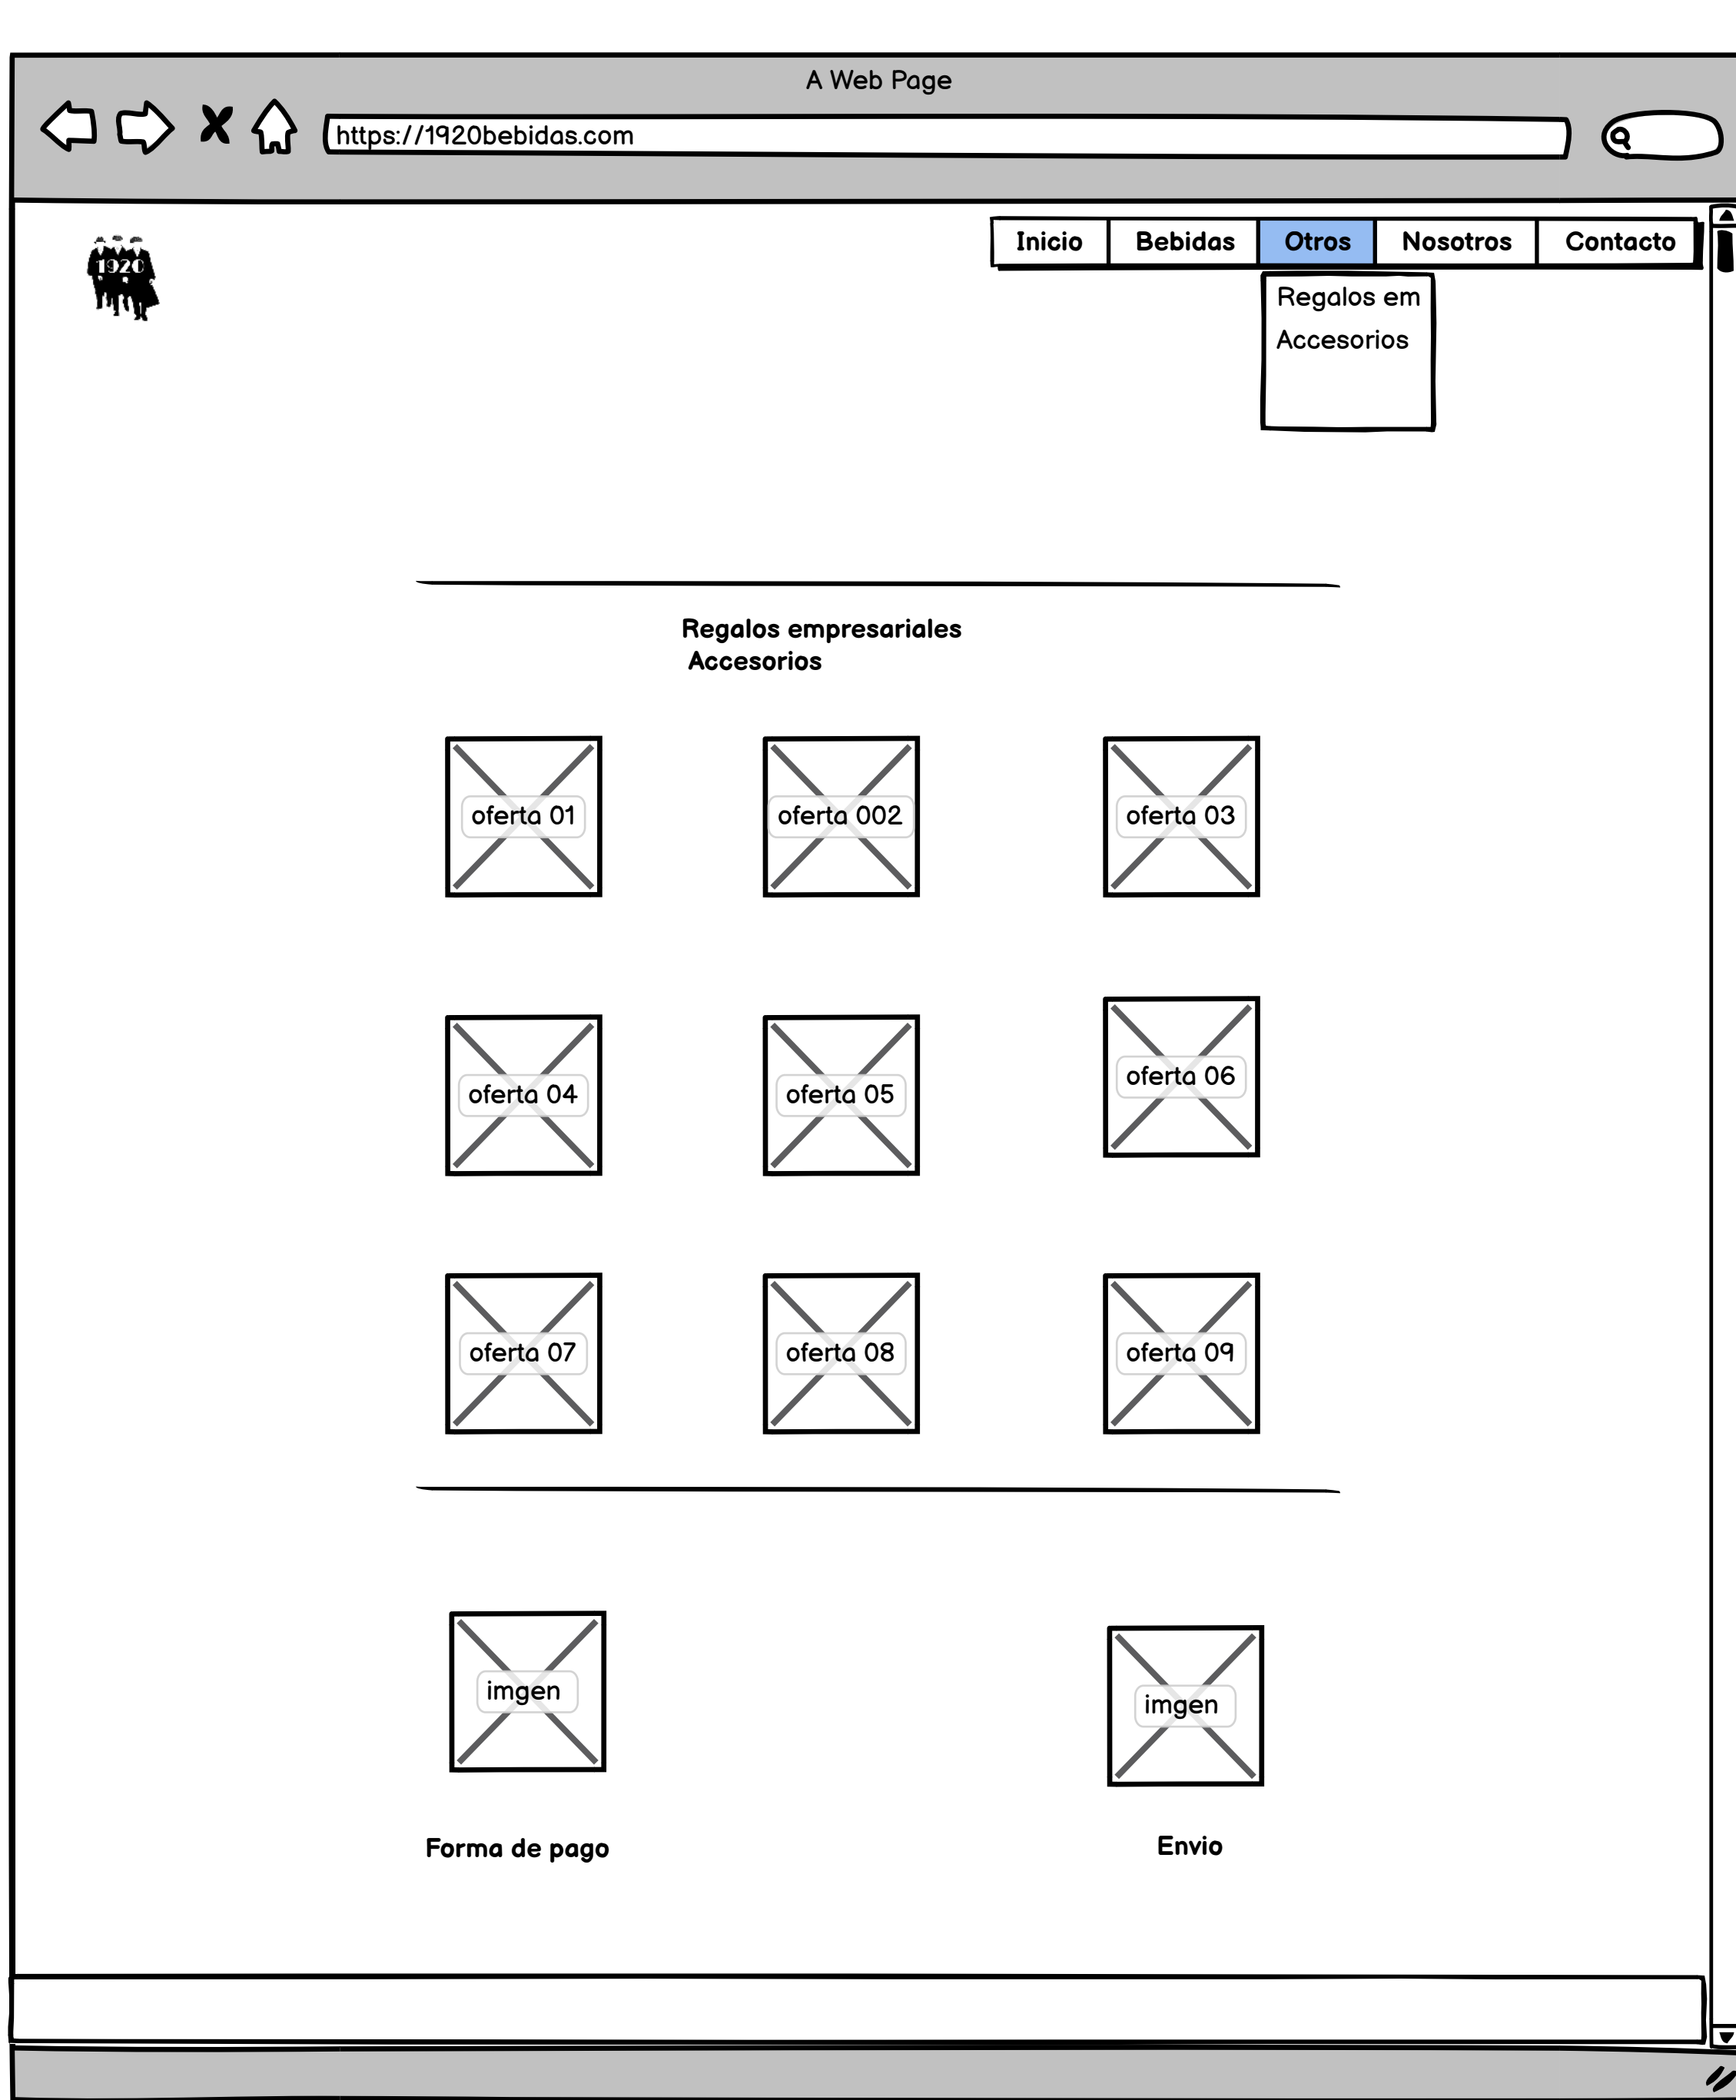 A Web Page
https://1920bebidas.com
1920
Inicio Bebidas Otros Nosotros Contacto
Regalos em
Accesorios
Regalos empresariales
Accesorios
oferta 01 oferta 002 oferta 03
oferta 04 oferta 05 oferta 06
oferta 07 oferta 08 oferta 09
imgen imgen
Forma de pago Envio